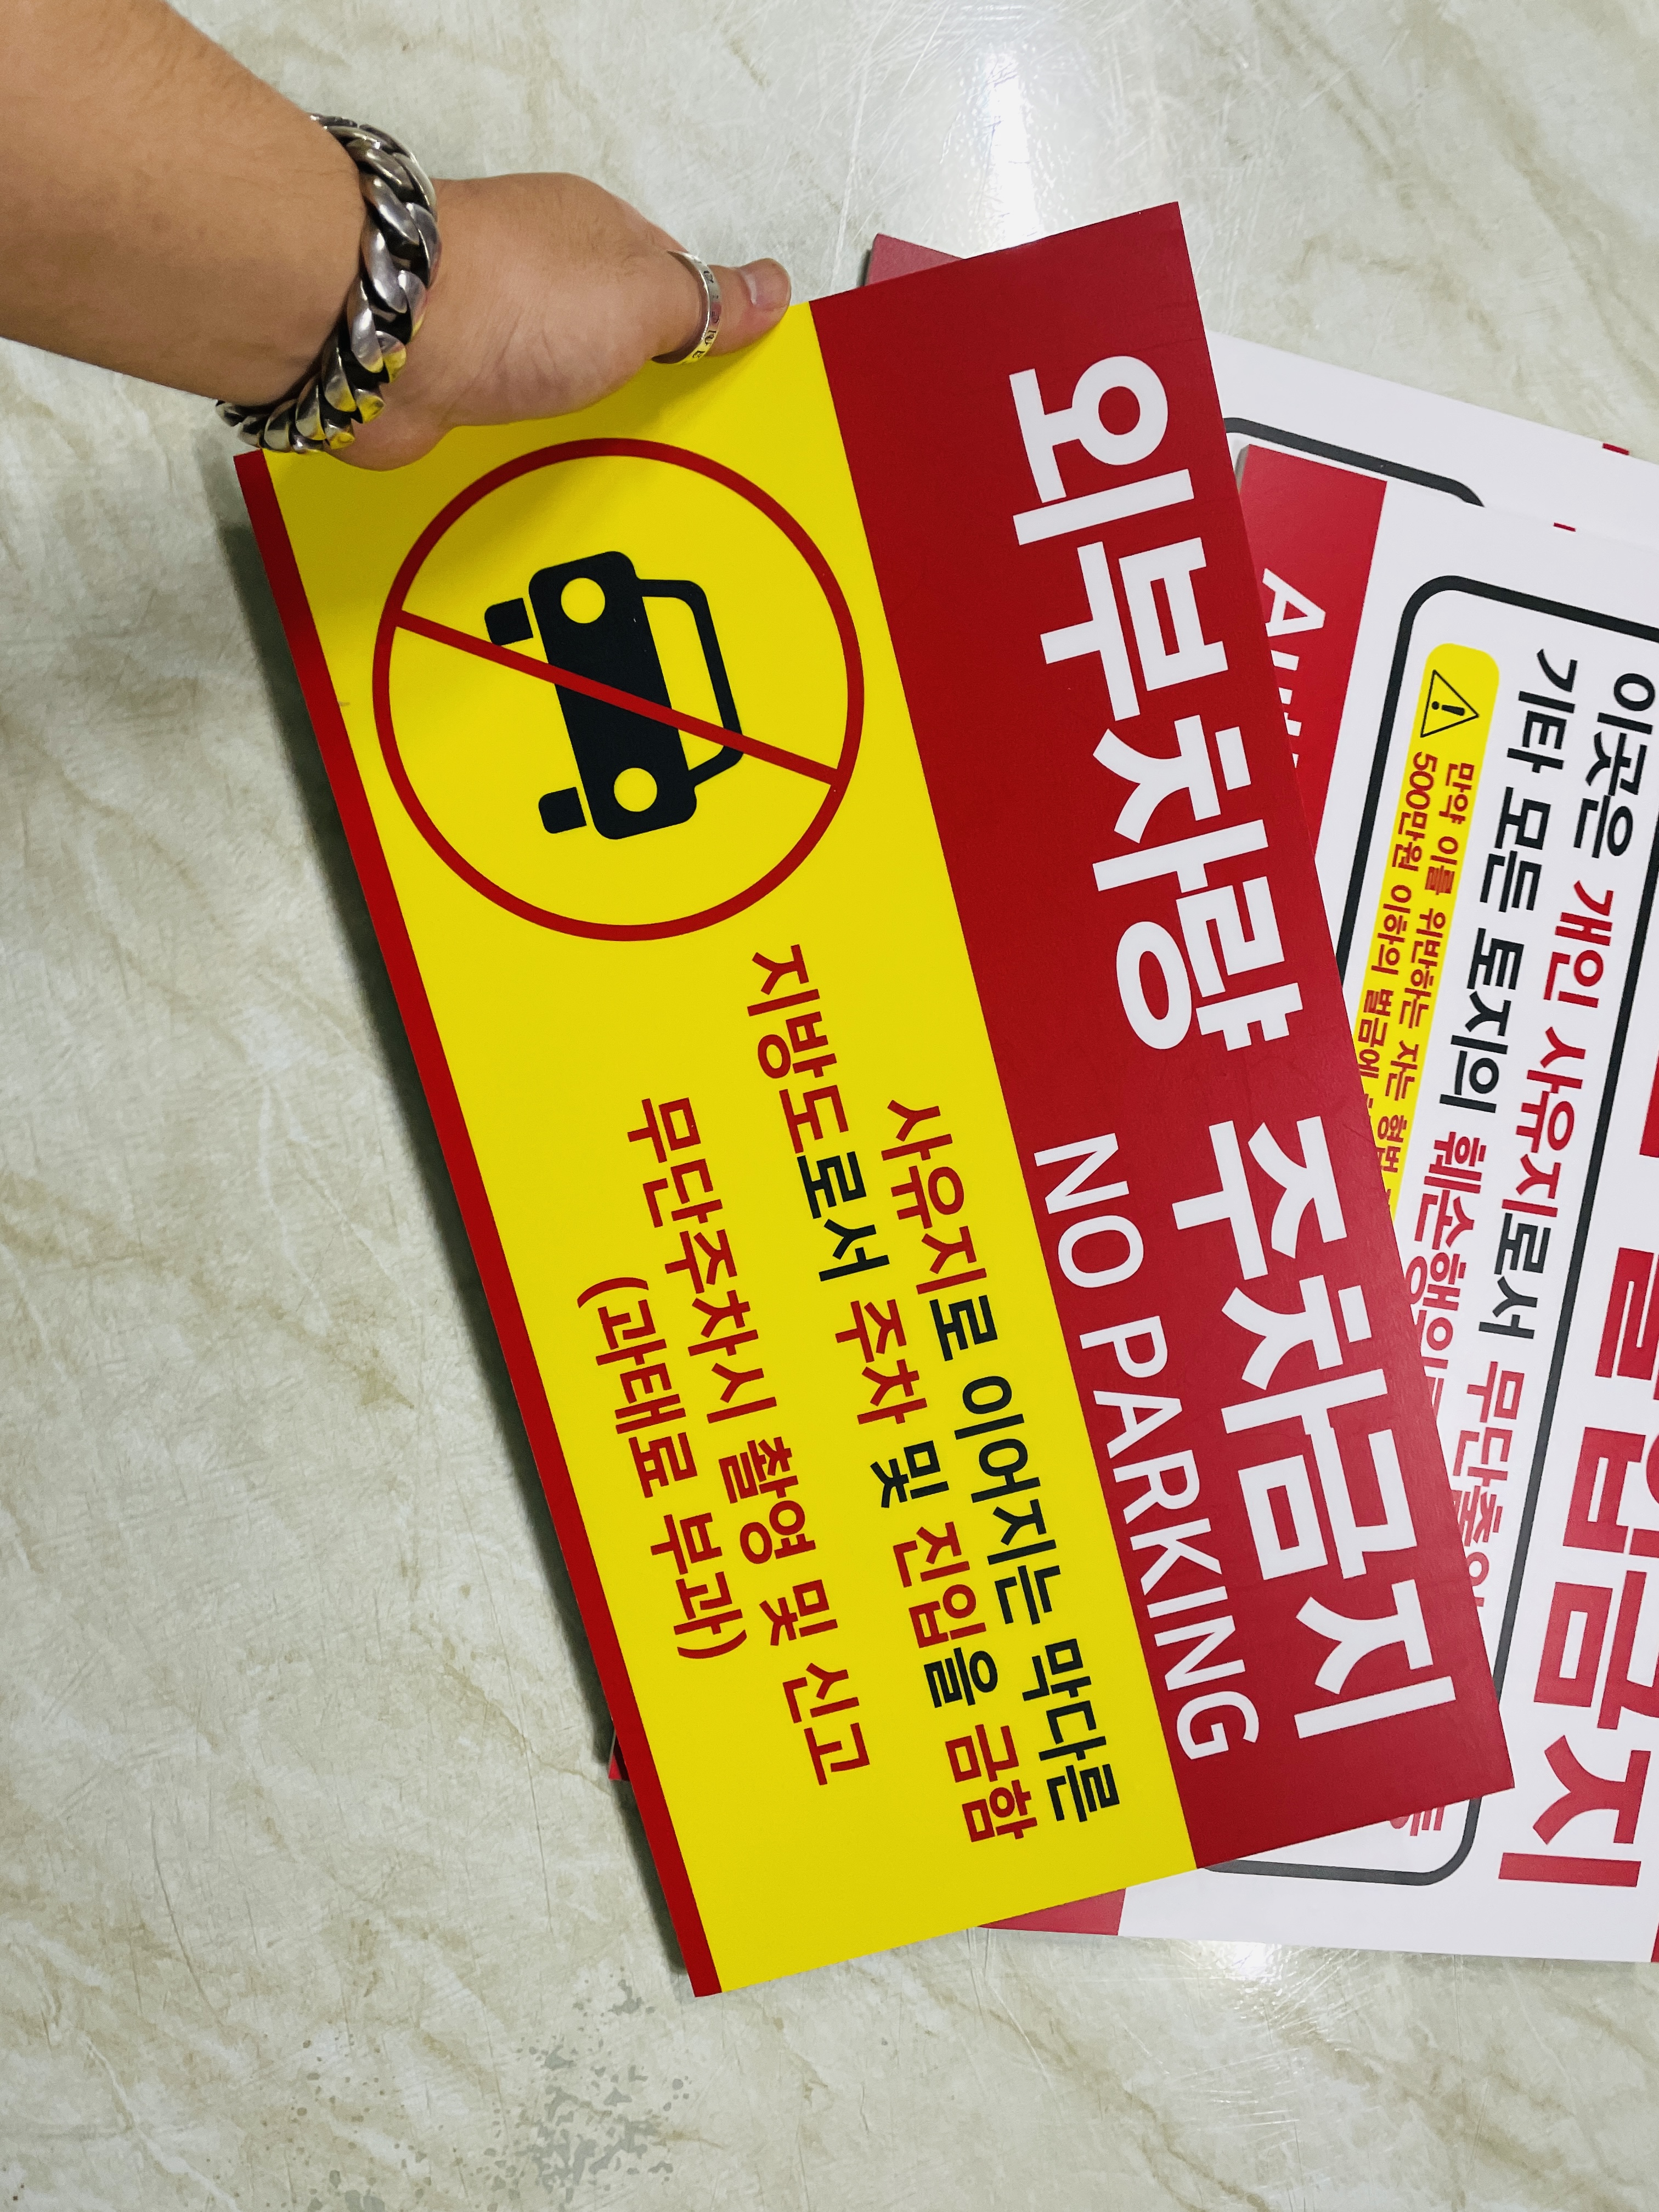 외부차량 주차금지
NO PARKING
사유지로 이어지는 막다른
지방도로서 주차 및 진입을 금함
무단주차시 촬영 및 신고
(과태료 부과)
이곳은 개인 사유지로서 무단출입
기타 모든 토지의 훼손행위
만약 이를 위반하는 자는 형법
500만원 이하의 벌금에
금지